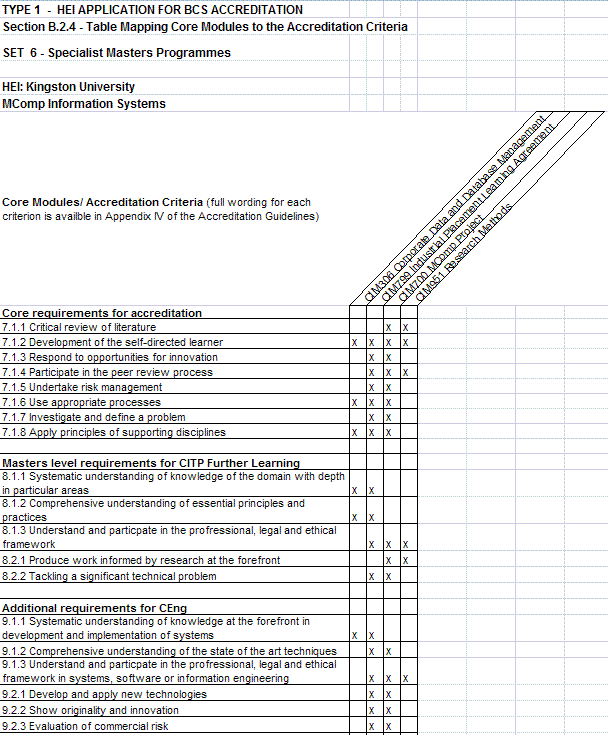 TYPE 1 - HEI APPLICATION FOR BCS ACCREDITATION
Section B.2.4 - Table Mapping Core Modules to the Accreditation Criteria
SET 6 - Specialist Masters Programmes
HEI: Kingston University
MComp Information Systems
Core Modules/ Accreditation Criteria (full wording for each
criterion is availble in Appendix IV of the Accreditation Guidelines)
CIM306 Corporate Data and Database Management
CIM799 Industrial Placement Learning Agreement
CIM700 MComp Project
CIM951 Research Methods
Core requirements for accreditation
7.1.1 Critical review of literature X X
7.1.2 Development of the self-directed learner X X X X
7.1.3 Respond to opportunities for innovation X X
7.1.4 Participate in the peer review process X X X
7.1.5 Undertake risk management X X
7.1.6 Use appropriate processes X X X
7.1.7 Investigate and define a problem X X
7.1.8 Apply principles of supporting disciplines X X X
Masters level requirements for CITP Further Learning
8.1.1 Systematic understanding of knowledge of the domain with depth
in particular areas X X
8.1.2 Comprehensive understanding of essential principles and
practices X X
8.1.3 Understand and particpate in the profressional, legal and ethical
framework X X X
8.2.1 Produce work informed by research at the forefront X X
8.2.2 Tackling a significant technical problem X X
Additional requirements for CEng
9.1.1 Systematic understanding of knowledge at the forefront in
development and implementation of systems X X
9.1.2 Comprehensive understanding of the state of the art techniques X X
9.1.3 Understand and particpate in the profressional, legal and ethical
framework in systems, software or information engineering X X X
9.2.1 Develop and apply new technologies X X
9.2.2 Show originality and innovation X X
9.2.3 Evaluation of commercial risk X X